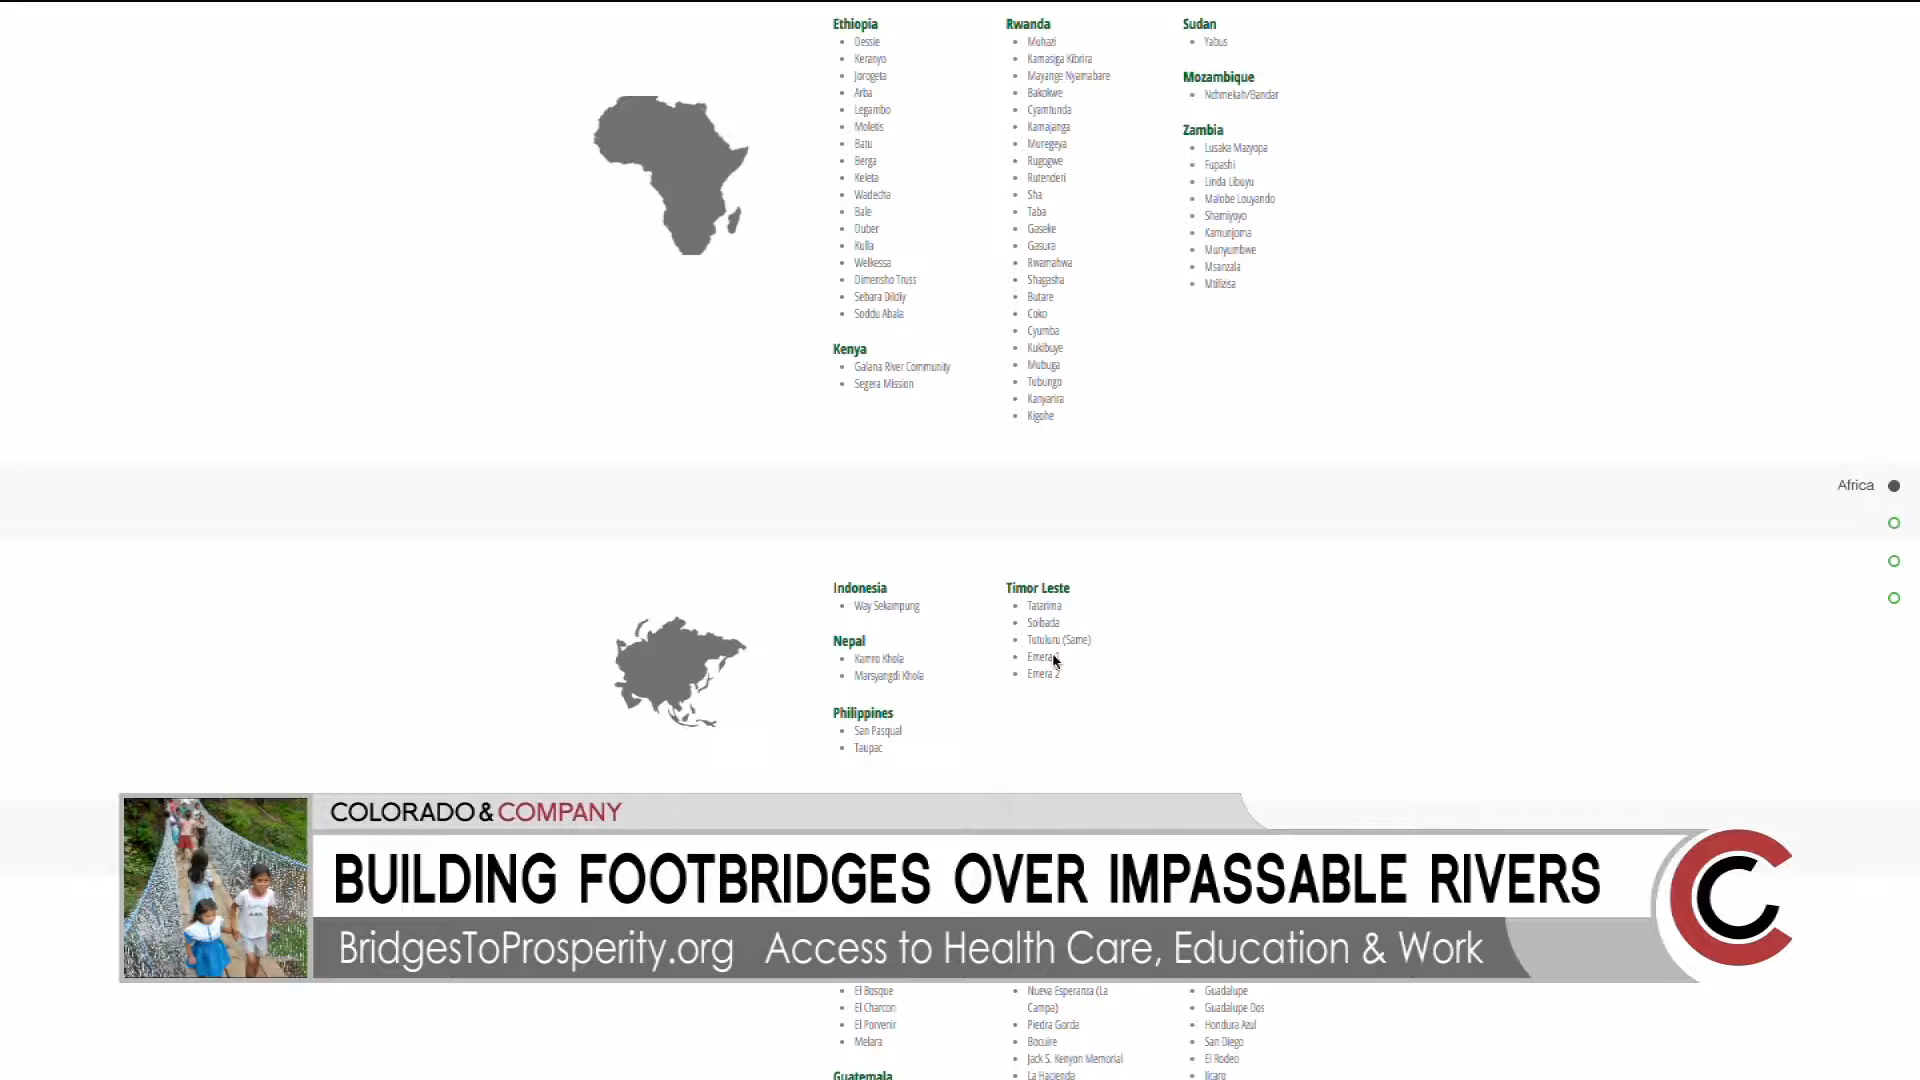 Ethiopia
Dessie
Keranyo
Jorogeta
Arba
Legambo
Moletis
Batu
Berga
Keleta
Wadecha
Bale
Duber
Kulla
Welkessa
Dimensho Truss
Sebara Dildiy
Soddu Abala
Kenya
Galana River Community
Segera Mission
Rwanda
Muhazi
Kamasiga Kibrira
Mayange Nyamabare
Bakokwe
Cyamtunda
Kamajanga
Muregeya
Rugogwe
Rutenderi
Sha
Taba
Gaseke
Gasura
Rwamahwa
Shagasha
Butare
Coko
Cyumba
Kukibuye
Mubuga
Tubungo
Kanyarira
Kigohe
Sudan
Yabus
Mozambique
Nchmekah/Bandar
Zambia
Lusaka Mazyopa
Fupashi
Linda Libuyu
Malobe Louyando
Shamiyoyo
Kamunjoma
Munyumbwe
Msanzala
Mtilizisa
Africa
Indonesia
Way Sekampung
Nepal
Kamro Khola
Marsyangdi Khola
Philippines
San Pasqual
Taupac
Timor Leste
Tatarima
Soibada
Tutuluru (Same)
Emera
Emera 2
COLORADO & COMPANY
BUILDING FOOTBRIDGES OVER IMPASSABLE RIVERS
BridgesToProsperity.org Access to Health Care, Education & Work
El Bosque
El Charcon
El Porvenir
Melara
Guatemala
Nueva Esperanza (La
Campa)
Piedra Gorda
Bocuire
Jack S. Kenyon Memorial
La Hacienda
Guadalupe
Guadalupe Dos
Hondura Azul
San Diego
El Rodeo
Jicaro